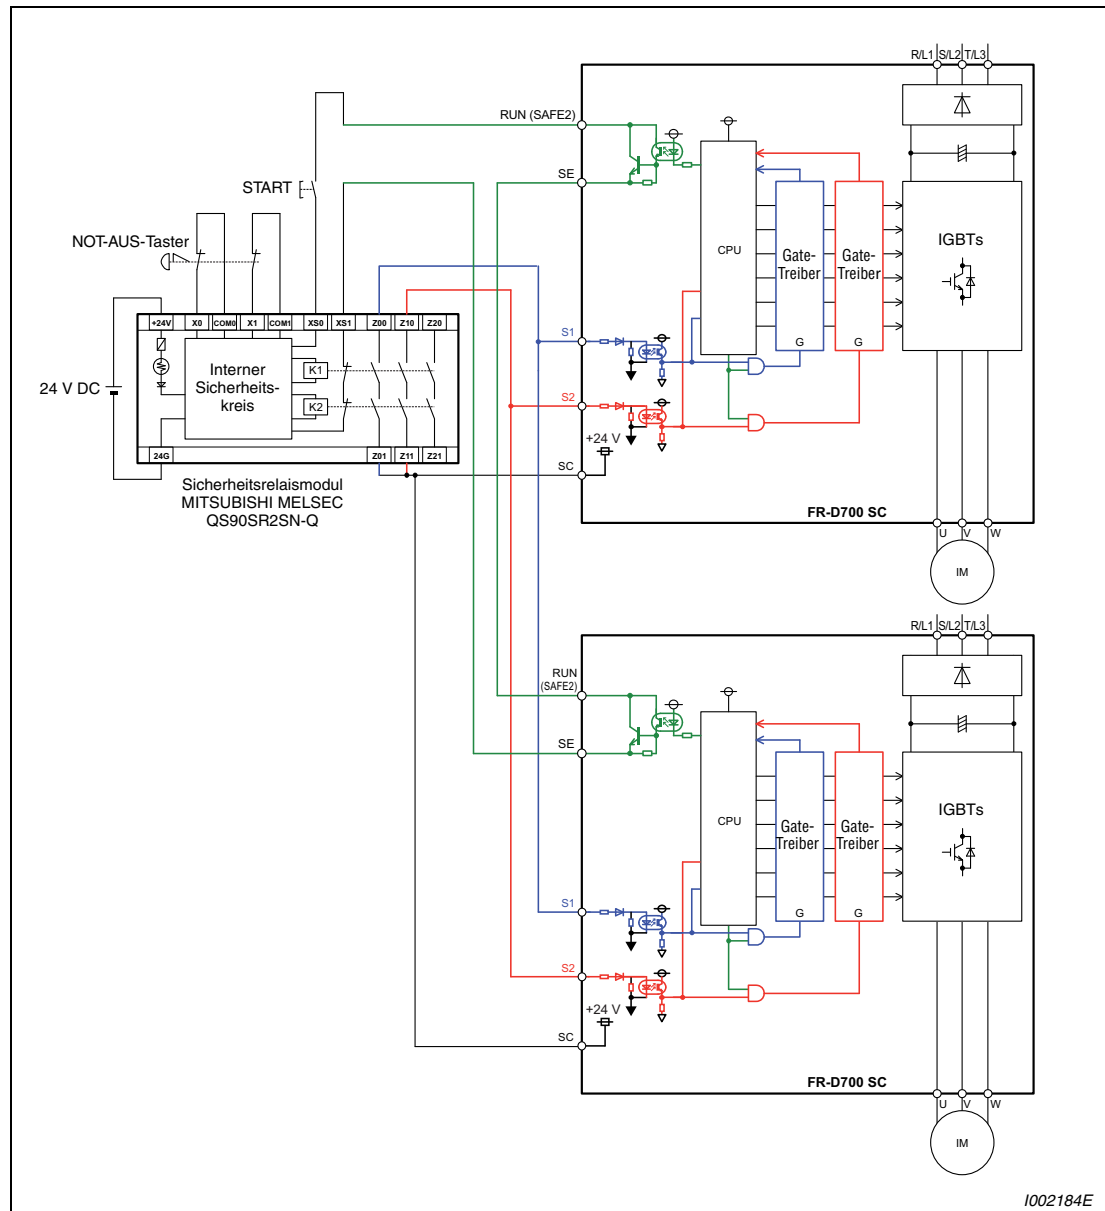 R/L1 S/L2 T/L3
RUN (SAFE2)
SE
START
NOT-AUS-Taster
CPU
Gate-
Treiber
Gate-
Treiber
IGBTs
G
G
+24V X0 COM0 X1 COM1 XS0 XS1 Z00 Z10 Z20
Interner
Sicherheits-
kreis
K1
K2
24 V DC
24G Z01 Z11 Z21
Sicherheitsrelaismodul
MITSUBISHI MELSEC
QS90SR2SN-Q
S1
S2
+24 V
SC
FR-D700 SC
U V W
IM
R/L1 S/L2 T/L3
RUN
(SAFE2)
SE
CPU
Gate-
Treiber
Gate-
Treiber
IGBTs
G
G
S1
S2
+24 V
SC
FR-D700 SC
U V W
IM
I002184E